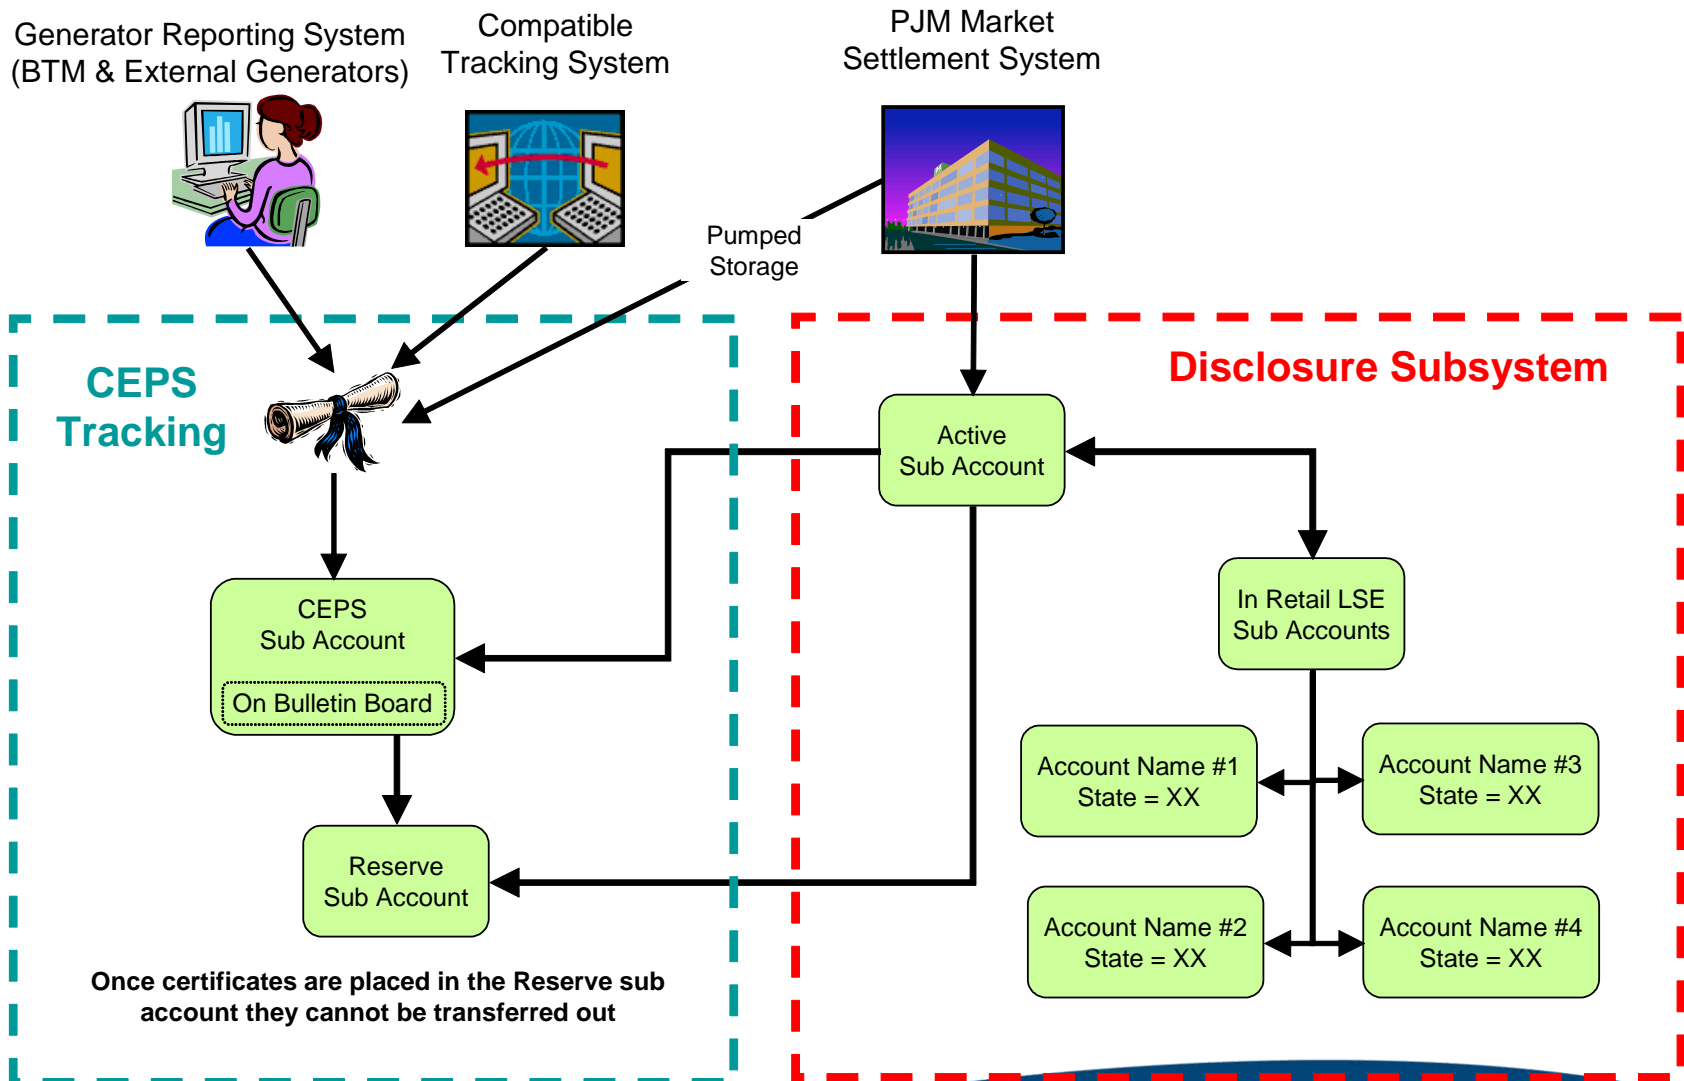 Generator Reporting System
(BTM & External Generators)
Compatible
Tracking System
PJM Market
Settlement System
Pumped
Storage
CEPS
Tracking
Disclosure Subsystem
Active
Sub Account
CEPS
Sub Account
On Bulletin Board
In Retail LSE
Sub Accounts
Account Name #1
State = XX
Account Name #3
State = XX
Reserve
Sub Account
Account Name #2
State = XX
Account Name #4
State = XX
Once certificates are placed in the Reserve sub
account they cannot be transferred out